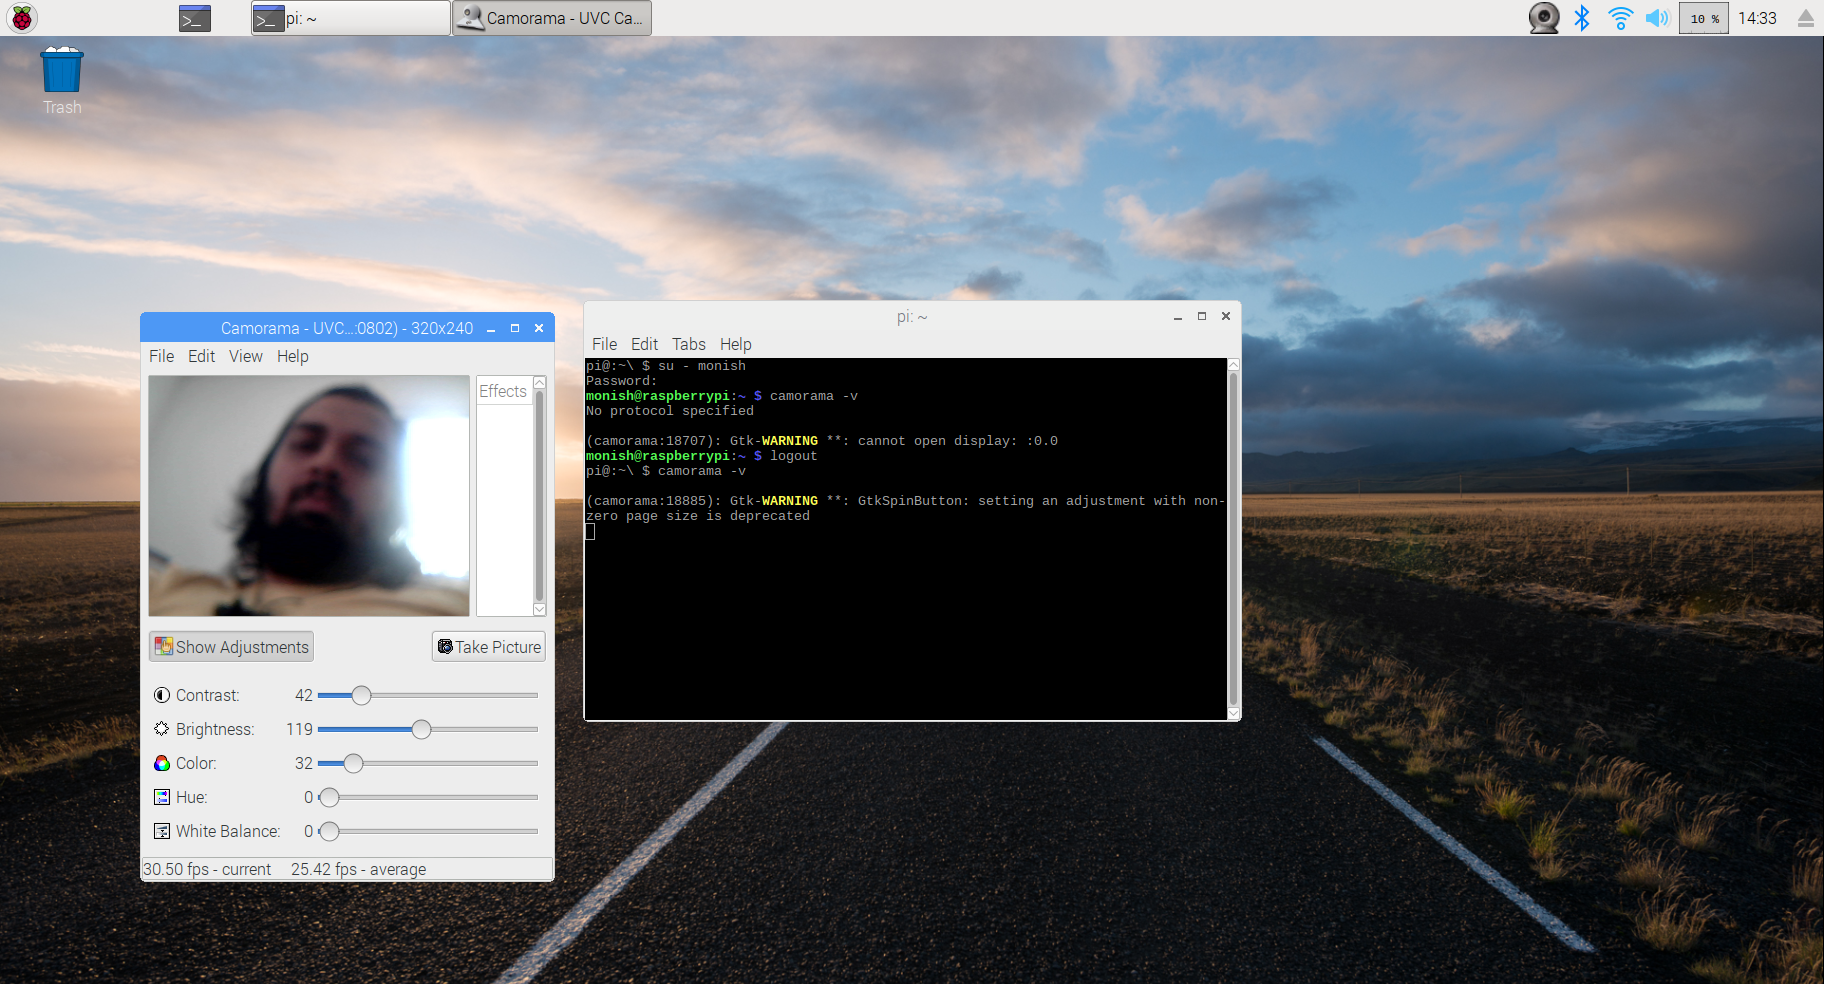 pi: ~
Camorama - UVC Ca...
10 %
14:33
Trash
Camorama - UVC...:0802) - 320x240
File Edit View Help
Effects
Show Adjustments
Take Picture
Contrast: 42
Brightness: 119
Color: 32
Hue: 0
White Balance: 0
30.50 fps - current 25.42 fps - average
pi: ~
File Edit Tabs Help
pi@:~\ $ su - monish
Password:
monish@raspberrypi:~ $ camorama -v
No protocol specified
(camorama:18707): Gtk-WARNING **: cannot open display: :0.0
monish@raspberrypi:~ $ logout
pi@:~\ $ camorama -v
(camorama:18885): Gtk-WARNING **: GtkSpinButton: setting an adjustment with non-
zero page size is deprecated